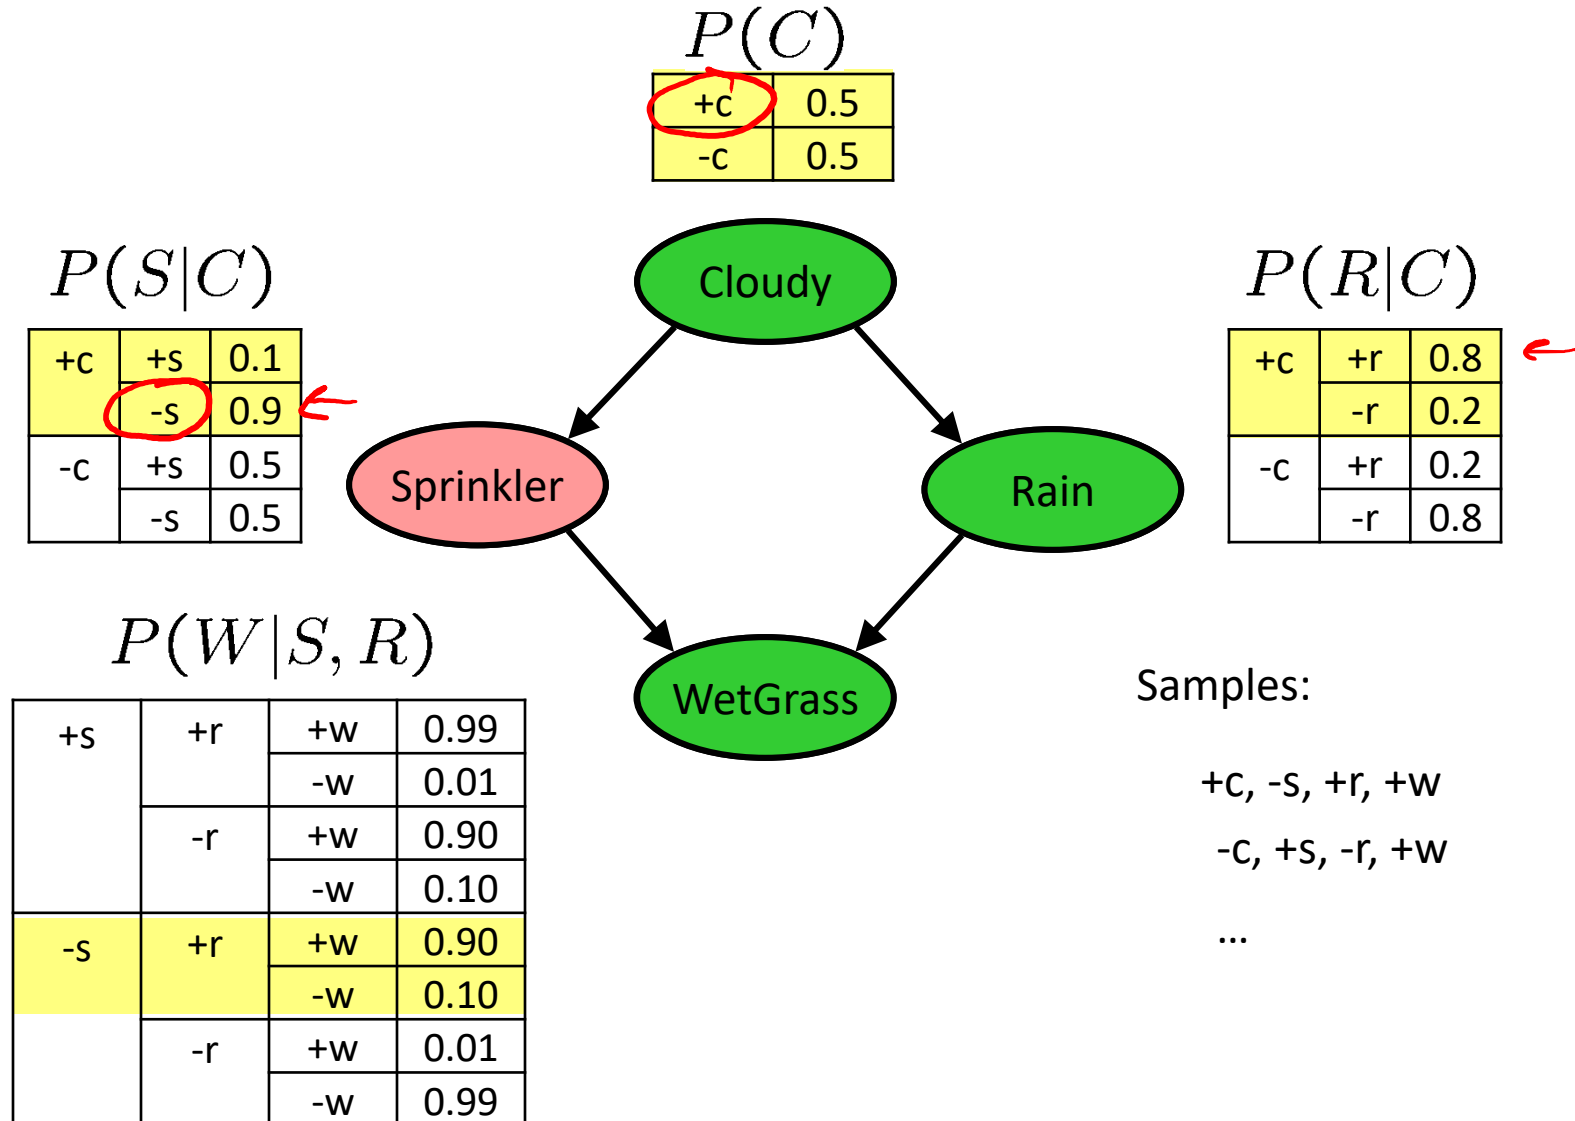 P(C)
+c 0.5
-c 0.5
P(S|C)
+c +s 0.1
-s 0.9
-c +s 0.5
-s 0.5
Cloudy
P(R|C)
+c +r 0.8
-r 0.2
-c +r 0.2
-r 0.8
Sprinkler
Rain
P(W|S, R)
+s +r +w 0.99
-w 0.01
-r +w 0.90
-w 0.10
-s +r +w 0.90
-w 0.10
-r +w 0.01
-w 0.99
WetGrass
Samples:
+c, -s, +r, +w
-c, +s, -r, +w
...